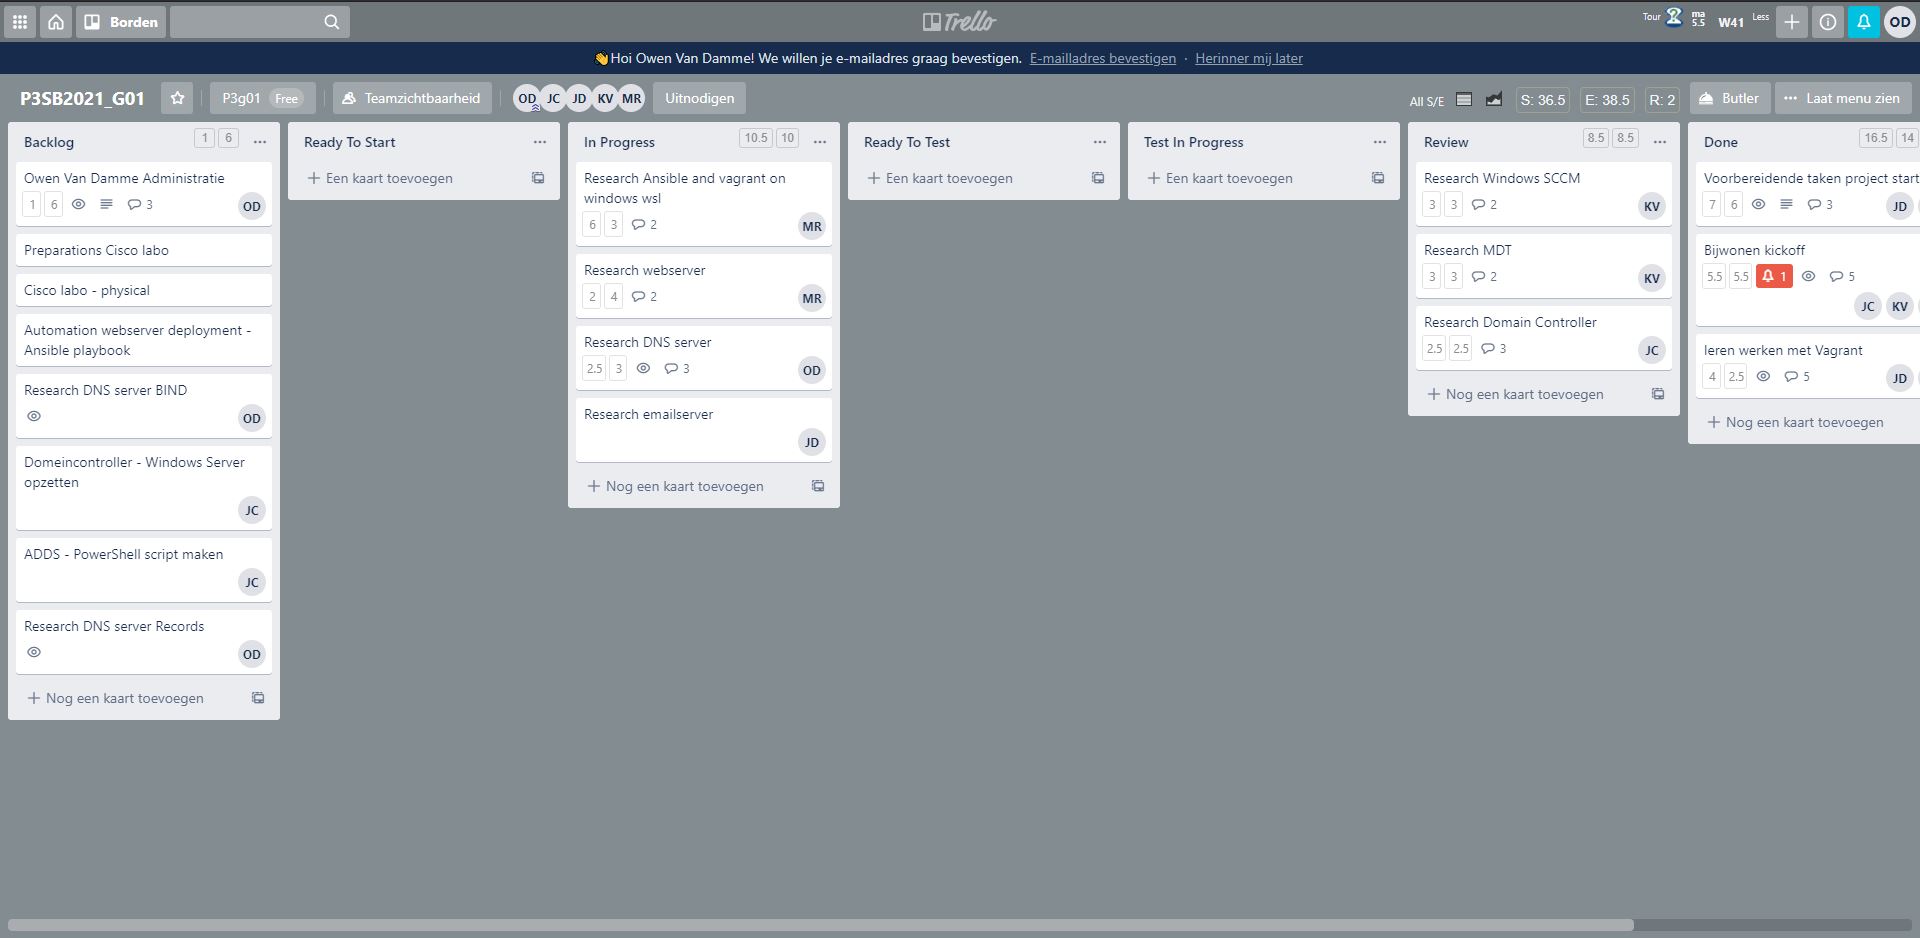 Borden
Trello
Tour
ma
5.5
W41
Less
OD
Hoi Owen Van Damme! We willen je e-mailadres graag bevestigen. E-mailladres bevestigen · Herinner mij later
P3SB2021_G01
P3g01 Free
Teamzichtbaarheid
OD JC JD KV MR
Uitnodigen
All S/E
S: 36.5
E: 38.5
R: 2
Butler
Laat menu zien
Backlog
1 6
Owen Van Damme Administratie
1 6 3
OD
Preparations Cisco labo
Cisco labo - physical
Automation webserver deployment -
Ansible playbook
Research DNS server BIND
OD
Domeincontroller - Windows Server
opzetten
JC
ADDS - PowerShell script maken
JC
Research DNS server Records
OD
+ Nog een kaart toevoegen
Ready To Start
+ Een kaart toevoegen
In Progress
10.5 10
Research Ansible and vagrant on
windows wsl
6 3 2
MR
Research webserver
2 4 2
MR
Research DNS server
2.5 3 3
OD
Research emailserver
JD
+ Nog een kaart toevoegen
Ready To Test
+ Een kaart toevoegen
Test In Progress
+ Een kaart toevoegen
Review
8.5 8.5
Research Windows SCCM
3 3 2
KV
Research MDT
3 3 2
KV
Research Domain Controller
2.5 2.5 3
JC
+ Nog een kaart toevoegen
Done
16.5 14
Voorbereidende taken project start
7 6 3
JD
Bijwonen kickoff
5.5 5.5 1 5
JC KV
leren werken met Vagrant
4 2.5 5
JD
+ Nog een kaart toevoegen